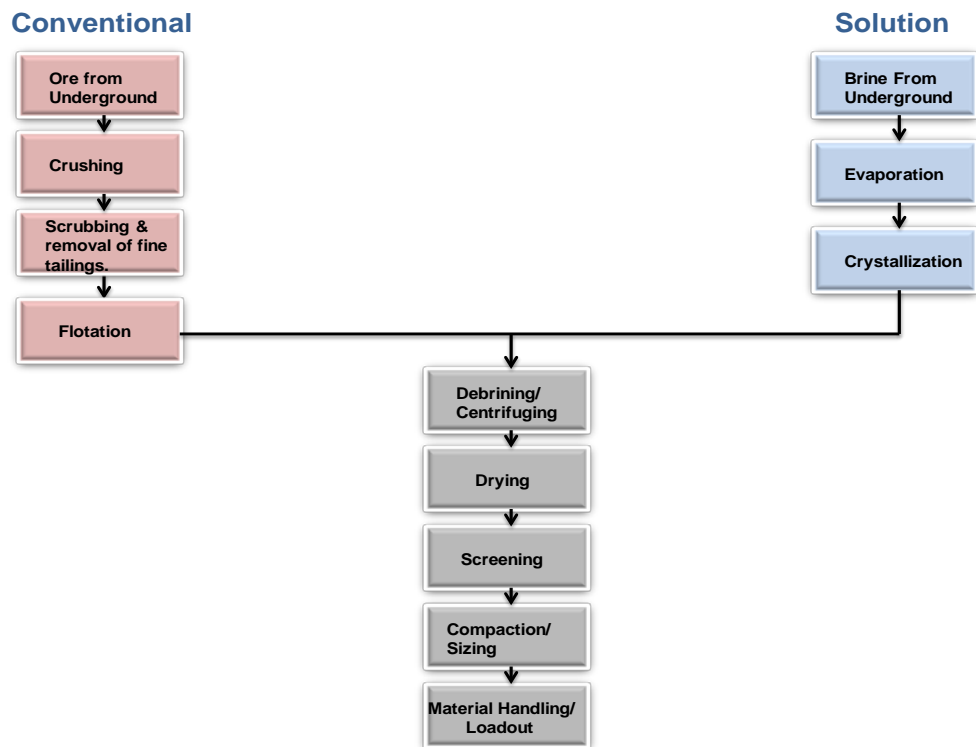 Conventional
Solution
Ore from
Underground
Crushing
Scrubbing &
removal of fine
tailings.
Flotation
Brine From
Underground
Evaporation
Crystallization
Debrining/
Centrifuging
Drying
Screening
Compaction/
Sizing
Material Handling/
Loadout